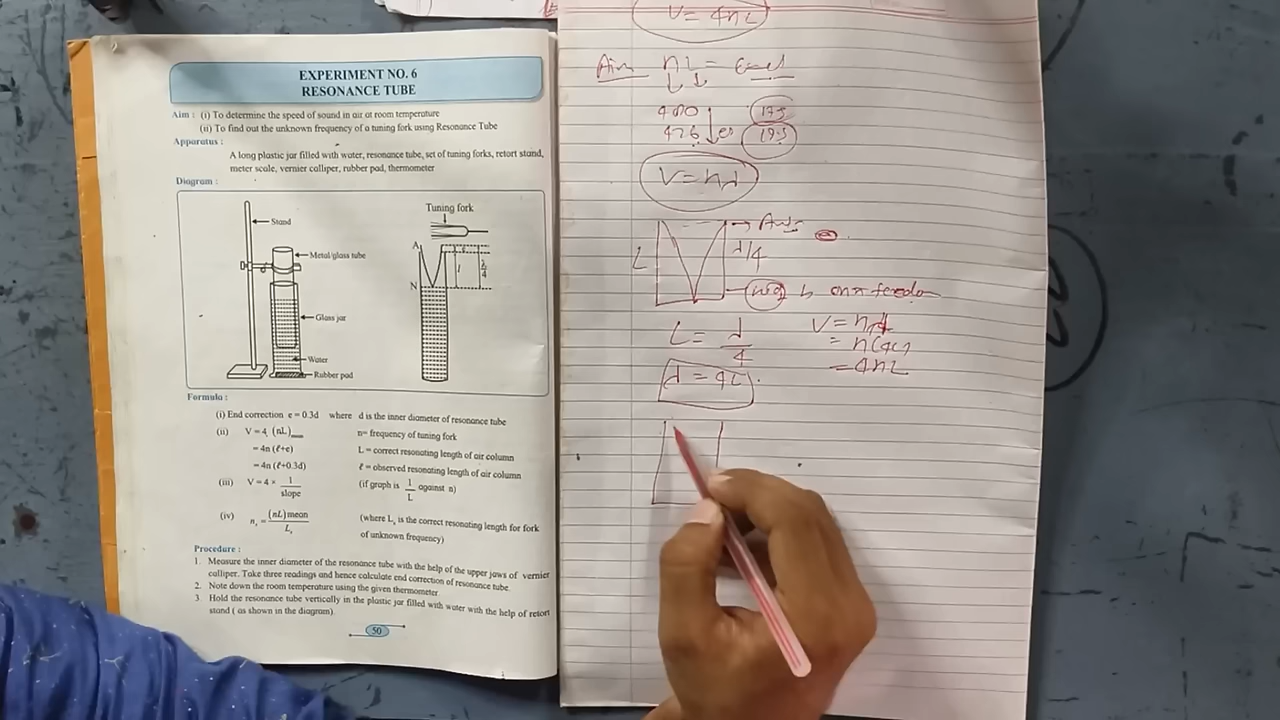 EXPERIMENT NO. 6
RESONANCE TUBE
Aim : (i) To determine the speed of sound in air at room temperature
(ii) To find out the unknown frequency of a tuning fork using Resonance Tube
Apparatus :
A long plastic jar filled with water, resonance tube, set of tuning forks, retort stand,
meter scale, vernier calliper, rubber pad, thermometer
Diagram :
Stand
Metal/glass tube
Glass jar
Water
Rubber pad
Tuning fork
A
e
l
λ/4
N
Formula :
(i) End correction e = 0.3d where d is the inner diameter of resonance tube
(ii) V = 4 (nL)mean n= frequency of tuning fork
= 4n (ℓ+e) L = correct resonating length of air column
= 4n (ℓ+0.3d) ℓ = observed resonating length of air column
(iii) V = 4 × 1/slope (if graph is 1/L against n)
(iv) nₓ = (nL)mean/Lₓ (where Lₓ is the correct resonating length for fork
of unknown frequency)
Procedure :
1. Measure the inner diameter of the resonance tube with the help of the upper jaws of vernier
calliper. Take three readings and hence calculate end correction of resonance tube.
2. Note down the room temperature using the given thermometer
3. Hold the resonance tube vertically in the plastic jar filled with water with the help of retort
stand ( as shown in the diagram).
50
V = 4nL
Aim nL =
480
426
V = nλ
L
λ/4
L = λ/4
λ = 4L
V = nλ
= n(4L)
= 4nL